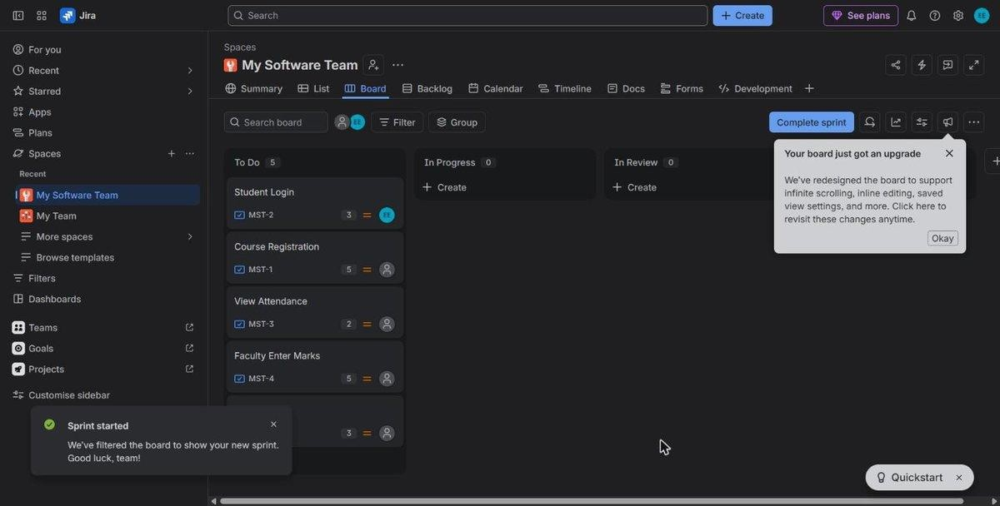 Jira
Search
Create
See plans
EE
For you
Recent
Starred
Apps
Plans
Spaces
Recent
My Software Team
My Team
More spaces
Browse templates
Filters
Dashboards
Teams
Goals
Projects
Customise sidebar
Spaces
My Software Team
Summary
List
Board
Backlog
Calendar
Timeline
Docs
Forms
Development
Search board
EE
Filter
Group
Complete sprint
To Do 5
Student Login
MST-2 3 EE
Course Registration
MST-1 5
View Attendance
MST-3 2
Faculty Enter Marks
MST-4 5
3
In Progress 0
Create
In Review 0
Create
Your board just got an upgrade
We've redesigned the board to support
infinite scrolling, inline editing, saved
view settings, and more. Click here to
revisit these changes anytime.
Okay
Sprint started
We've filtered the board to show your new sprint.
Good luck, team!
Quickstart